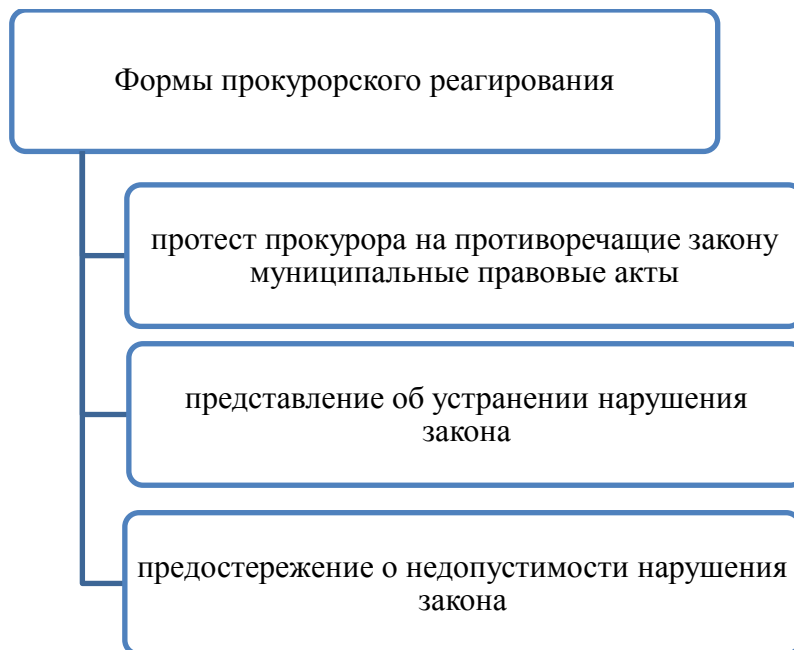 Формы прокурорского реагирования
протест прокурора на противоречащие закону
муниципальные правовые акты
представление об устранении нарушения
закона
предостережение о недопустимости нарушения
закона